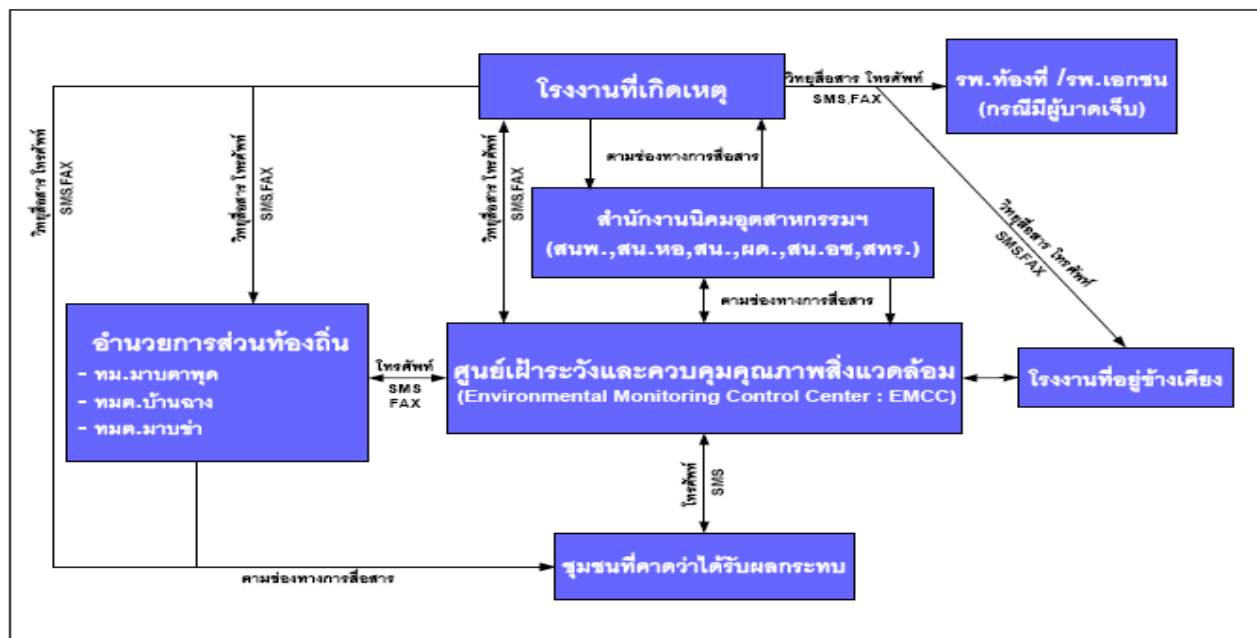 โรงงานที่เกิดเหตุ
วิทยุสื่อสาร โทรศัพท์
SMS,FAX
รพ.ท้องที่ /รพ.เอกชน
(กรณีมีผู้บาดเจ็บ)
วิทยุสื่อสาร โทรศัพท์
SMS,FAX
วิทยุสื่อสาร โทรศัพท์
SMS,FAX
วิทยุสื่อสาร โทรศัพท์
SMS,FAX
ตามช่องทางการสื่อสาร
วิทยุสื่อสาร โทรศัพท์
SMS,FAX
สำนักงานนิคมอุตสาหกรรมฯ
(สนพ.,สน.หอ,สน.,ผด.,สน.อช,สทร.)
ตามช่องทางการสื่อสาร
อำนวยการส่วนท้องถิ่น
- ทม.มาบตาพุด
- ทมต.บ้านฉาง
- ทมต.มาบข่า
โทรศัพท์
SMS
FAX
ศูนย์เฝ้าระวังและควบคุมคุณภาพสิ่งแวดล้อม
(Environmental Monitoring Control Center : EMCC)
โรงงานที่อยู่ข้างเคียง
โทรศัพท์
SMS
ตามช่องทางการสื่อสาร
ชุมชนที่คาดว่าได้รับผลกระทบ